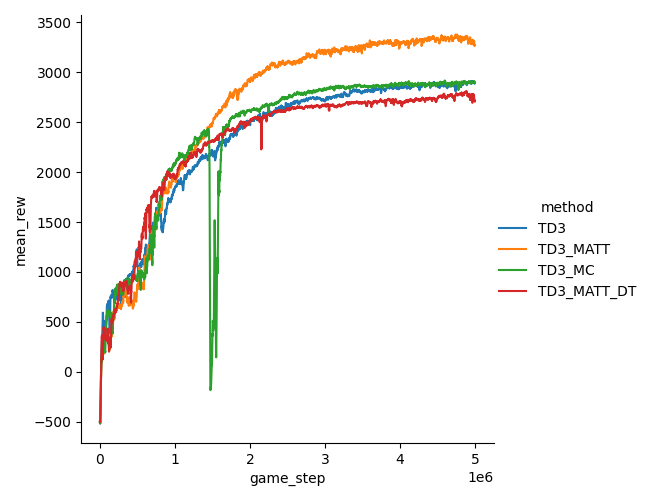 3500
3000
2500
2000
1500
1000
500
0
−500
mean_rew
0 1 2 3 4 5
1e6
game_step
method
TD3
TD3_MATT
TD3_MC
TD3_MATT_DT